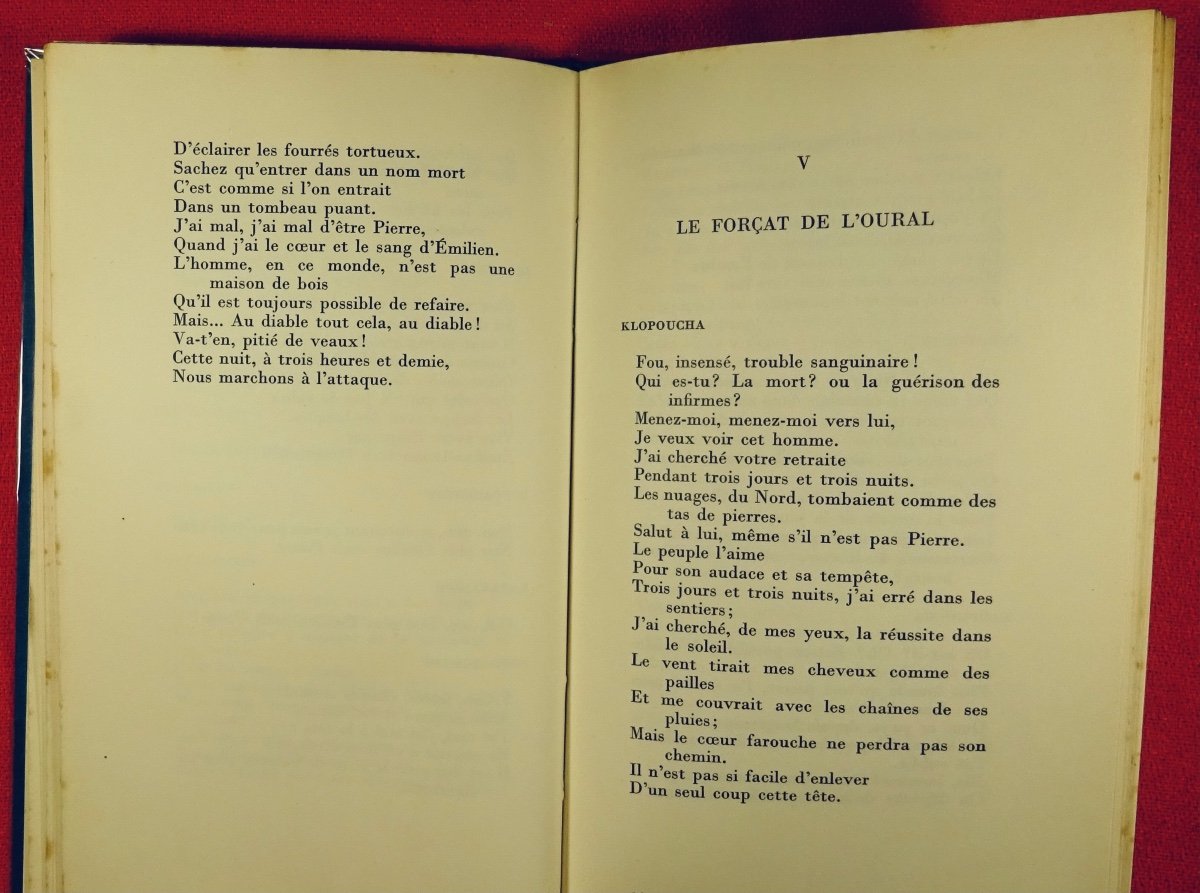 D'éclairer les fourrés tortueux.
Sachez qu'entrer dans un nom mort
C'est comme si l'on entrait
Dans un tombeau puant.
J'ai mal, j'ai mal d'être Pierre,
Quand j'ai le cœur et le sang d'Émilien.
L'homme, en ce monde, n'est pas une
maison de bois
Qu'il est toujours possible de refaire.
Mais... Au diable tout cela, au diable !
Va-t'en, pitié de veaux !
Cette nuit, à trois heures et demie,
Nous marchons à l'attaque.
V
LE FORÇAT DE L'OURAL
KLOPOUCHA
Fou, insensé, trouble sanguinaire !
Qui es-tu? La mort? ou la guérison des
infirmes ?
Menez-moi, menez-moi vers lui,
Je veux voir cet homme.
J'ai cherché votre retraite
Pendant trois jours et trois nuits.
Les nuages, du Nord, tombaient comme des
tas de pierres.
Salut à lui, même s'il n'est pas Pierre.
Le peuple l'aime
Pour son audace et sa tempête,
Trois jours et trois nuits, j'ai erré dans les
sentiers ;
J'ai cherché, de mes yeux, la réussite dans
le soleil.
Le vent tirait mes cheveux comme des
pailles
Et me couvrait avec les chaînes de ses
pluies ;
Mais le cœur farouche ne perdra pas son
chemin.
Il n'est pas si facile d'enlever
D'un seul coup cette tête.